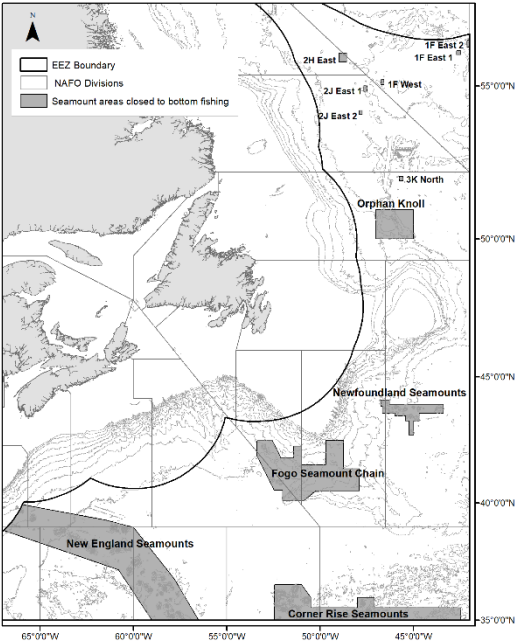 N
EEZ Boundary
NAFO Divisions
Seamount areas closed to bottom fishing
1F East 2
1F East 1
2H East
1F West
2J East 1
2J East 2
3K North
Orphan Knoll
Newfoundland Seamounts
Fogo Seamount Chain
New England Seamounts
Corner Rise Seamounts
55°0'0"N
50°0'0"N
45°0'0"N
40°0'0"N
35°0'0"N
65°0'0"W
60°0'0"W
55°0'0"W
50°0'0"W
45°0'0"W